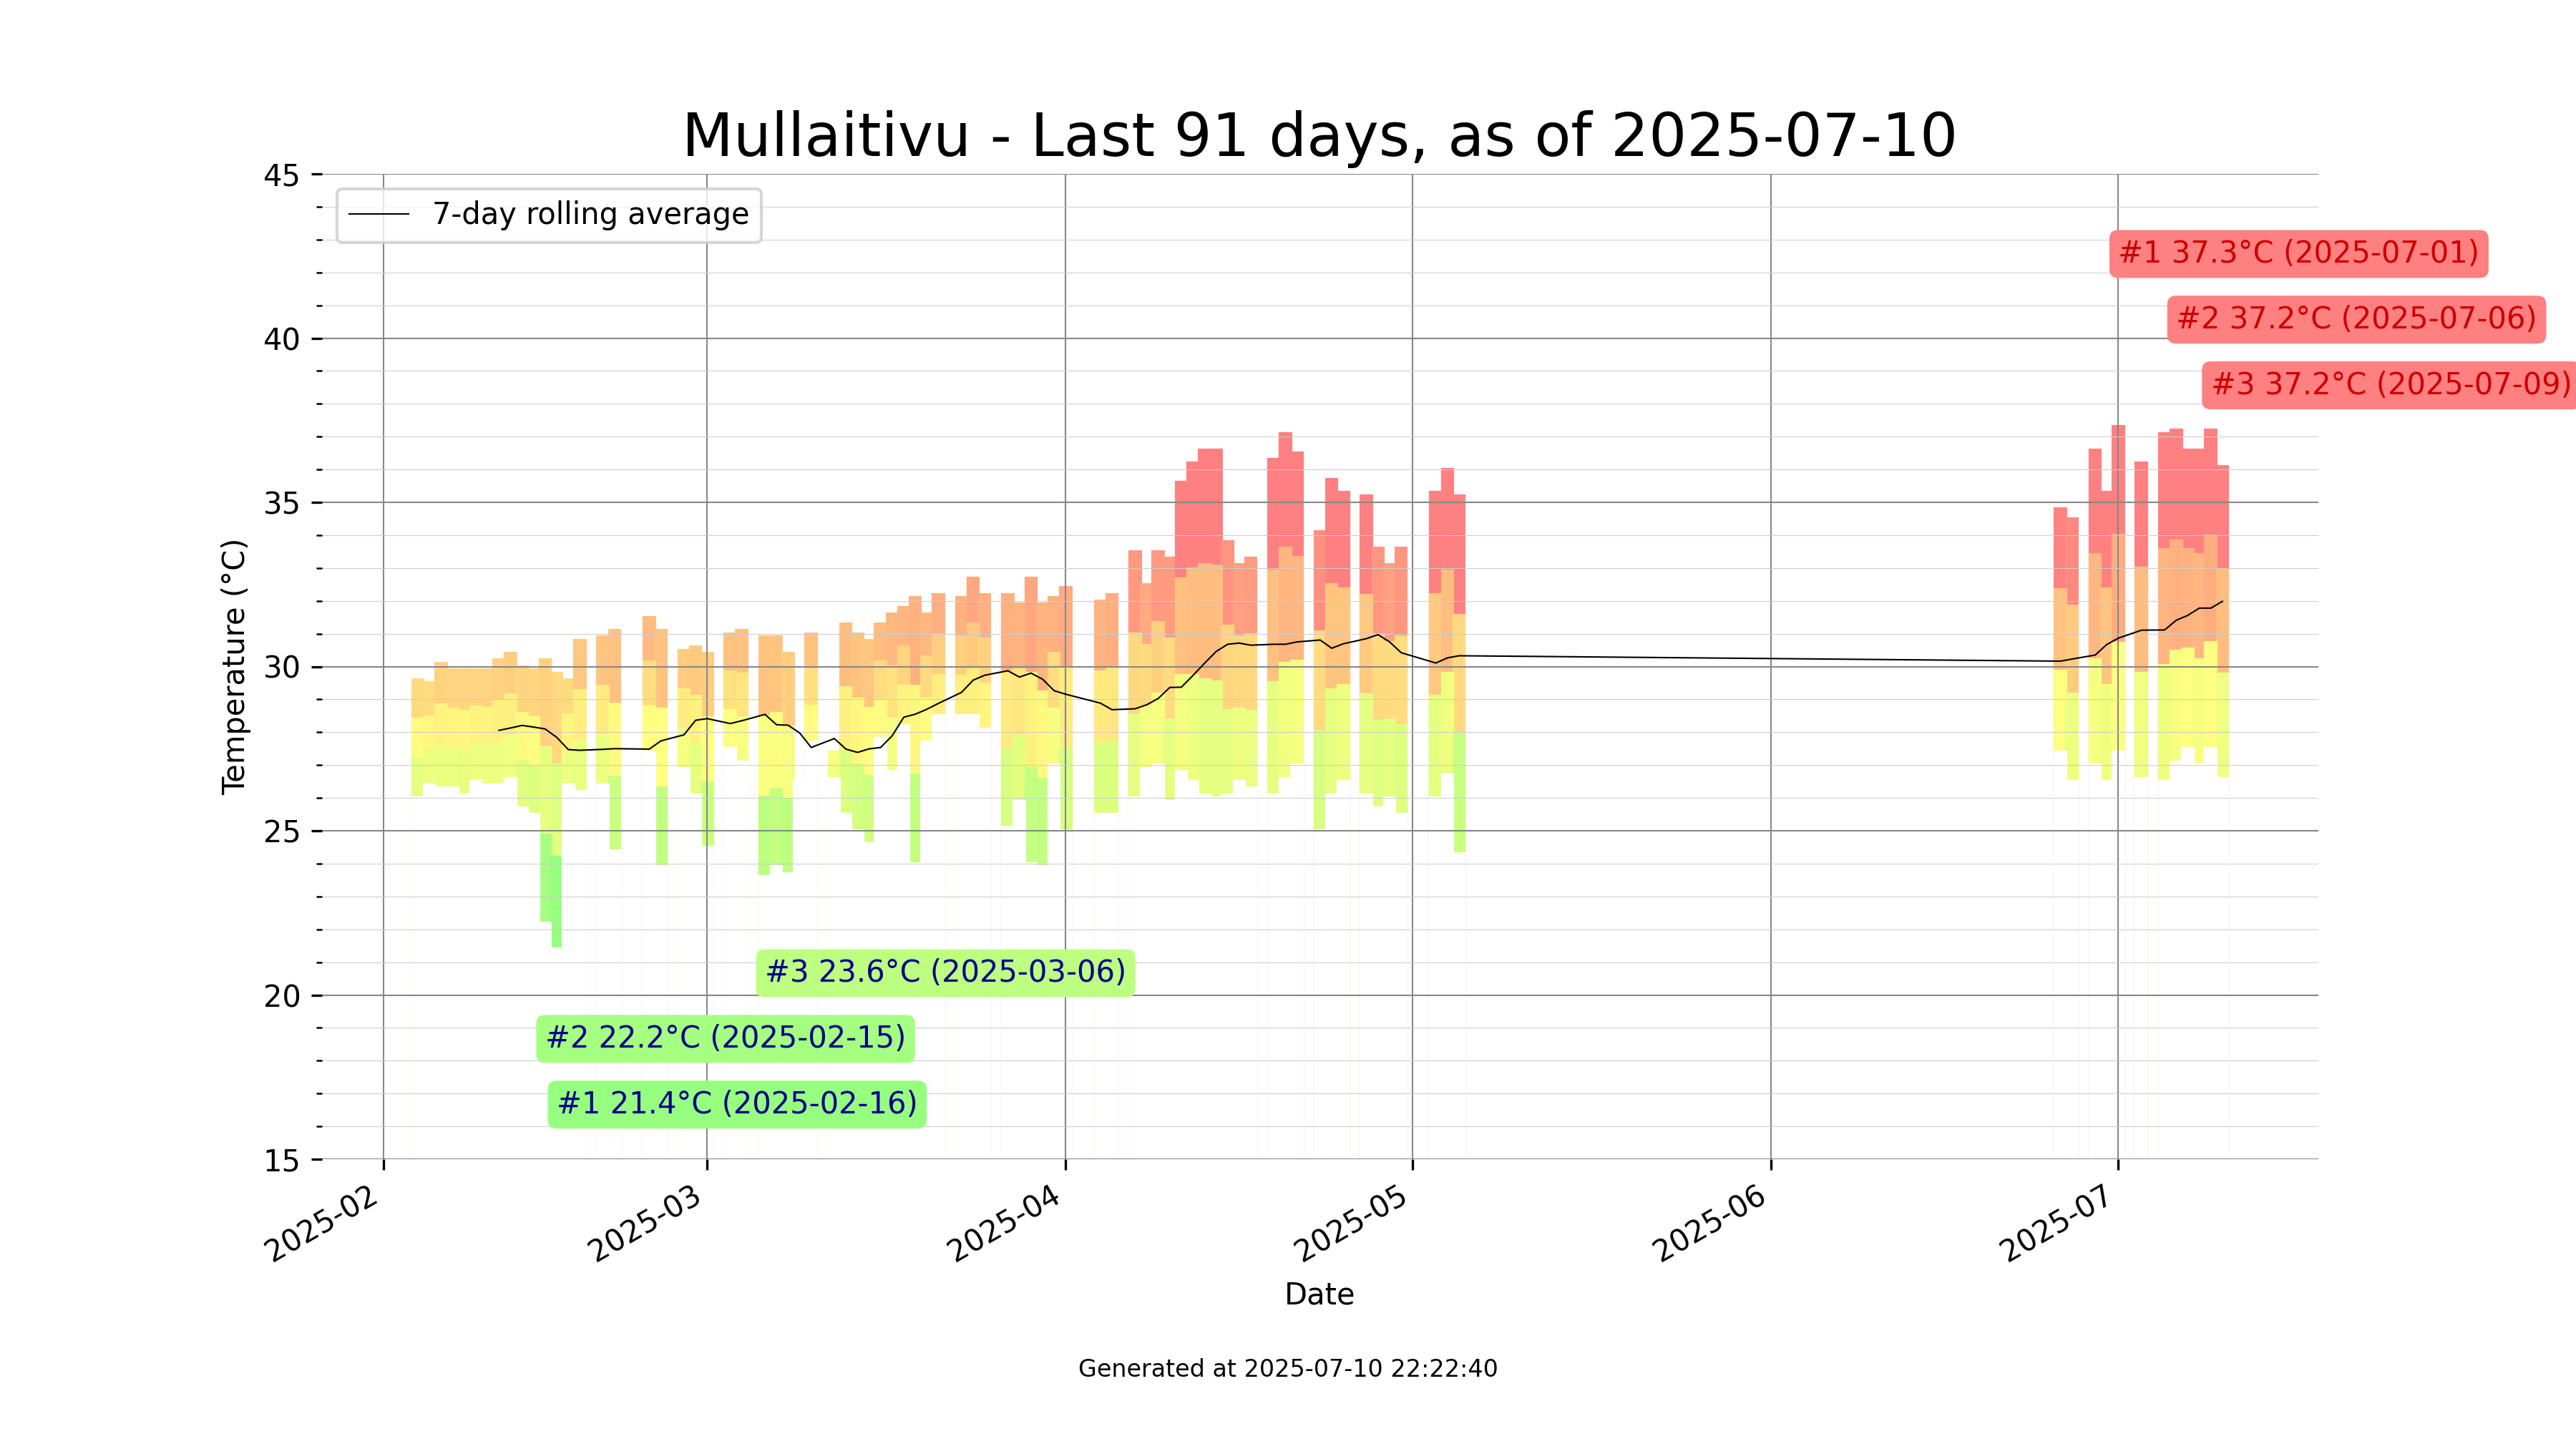 Mullaitivu - Last 91 days, as of 2025-07-10
45
7-day rolling average
#1 37.3°C (2025-07-01)
#2 37.2°C (2025-07-06)
40
#3 37.2°C (2025-07-09)
35
Temperature (°C)
30
25
#3 23.6°C (2025-03-06)
20
#2 22.2°C (2025-02-15)
#1 21.4°C (2025-02-16)
15
2025-02
2025-03
2025-04
2025-05
2025-06
2025-07
Date
Generated at 2025-07-10 22:22:40